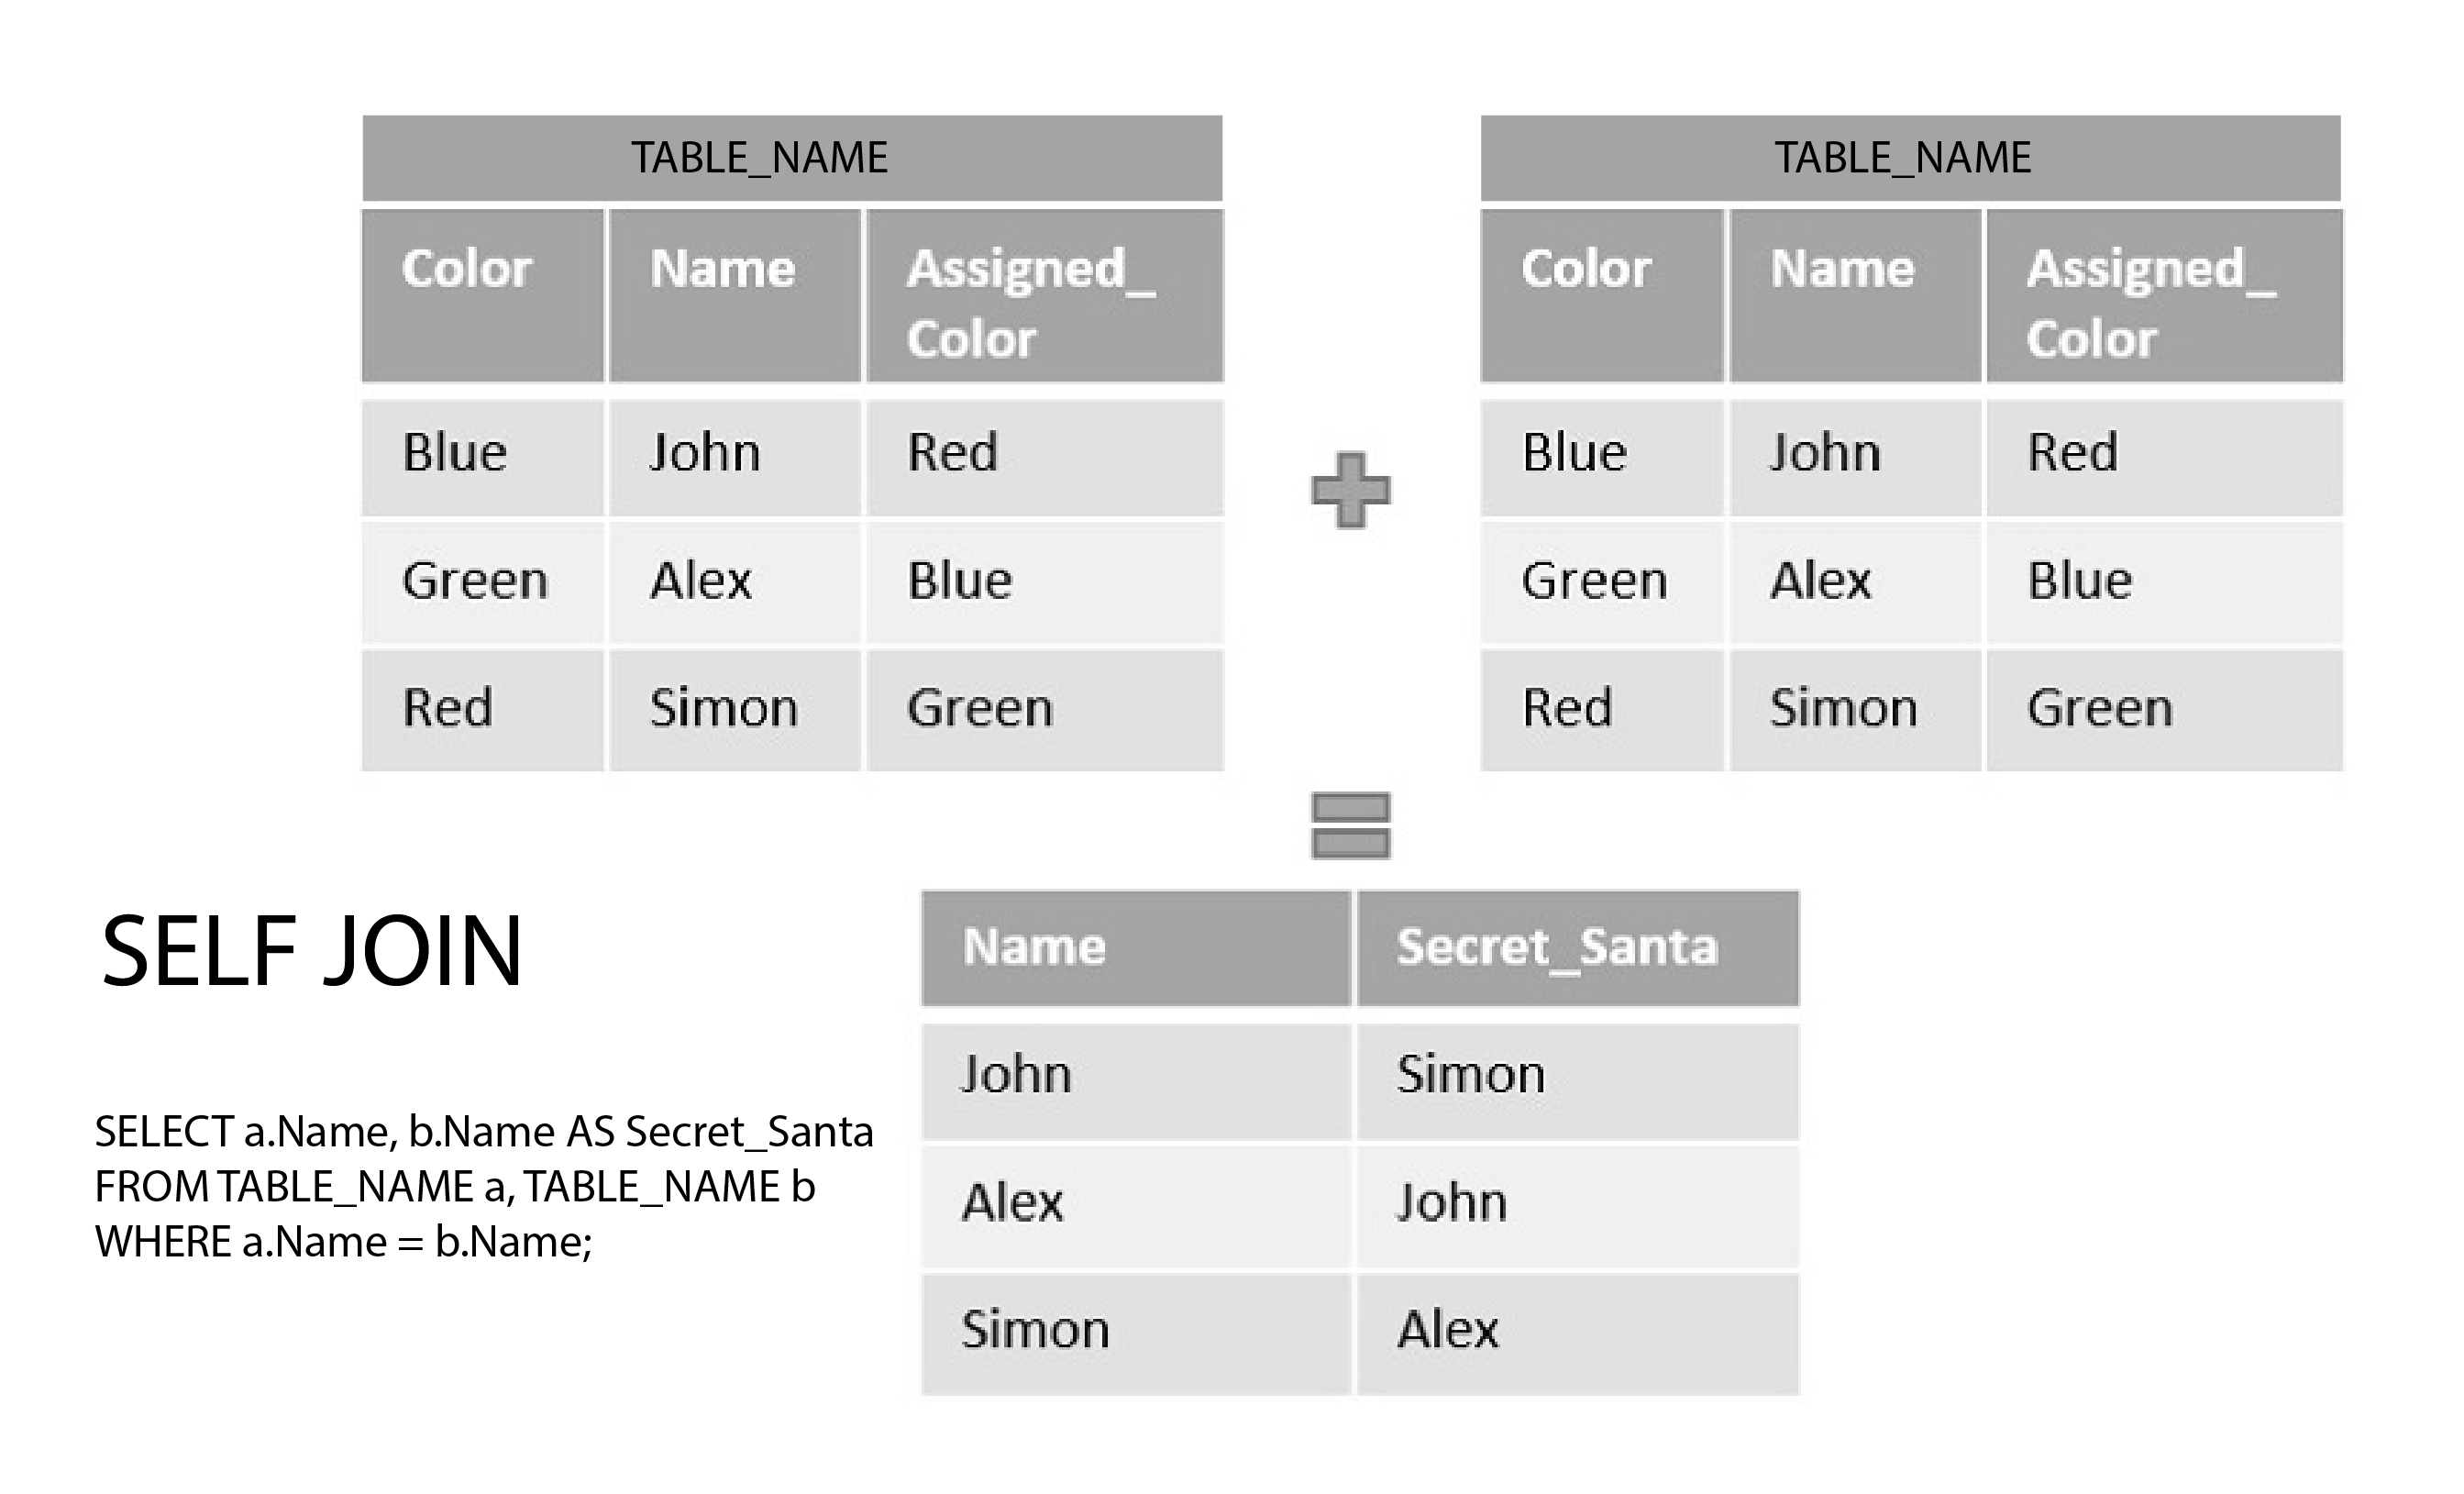 TABLE_NAME TABLE_NAME
Color Name Assigned_ Color Name Assigned_
Color Color
Blue John Red Blue John Red
Green Alex Blue Green Alex Blue
Red Simon Green Red Simon Green
SELF JOIN
SELECT a.Name, b.Name AS Secret_Santa
FROM TABLE_NAME a, TABLE_NAME b
WHERE a.Name = b.Name;
Name Secret_Santa
John Simon
Alex John
Simon Alex